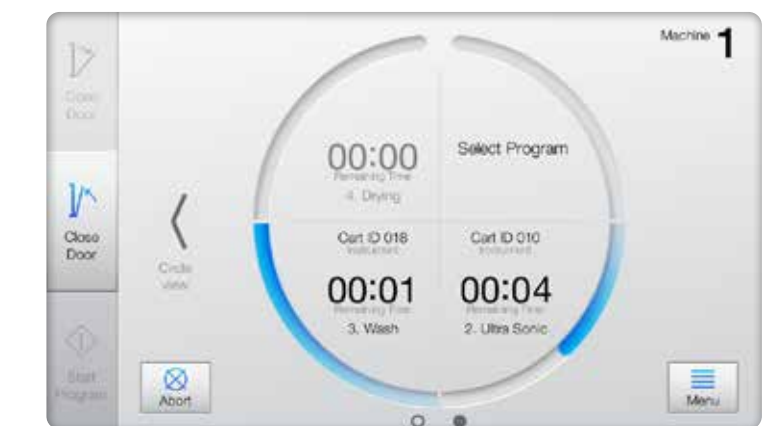 Machine 1
Close
Door
Close
Door
Start
Program
Circle
view
00:00
Remaining Time
4. Drying
Select Program
Cart ID 018
Instrument
00:01
Remaining Time
3. Wash
Cart ID 010
Instrument
00:04
Remaining Time
2. Ultra Sonic
Abort
Menu